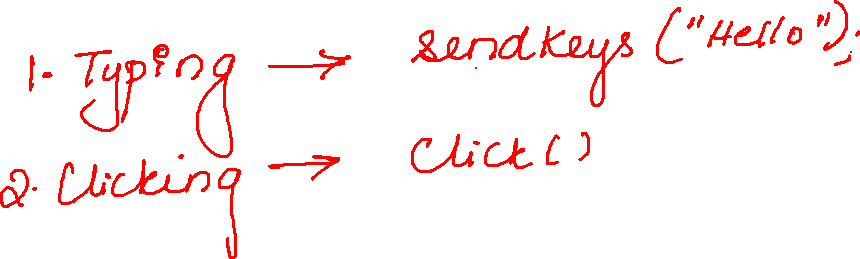 1. Typing → sendkeys ("Hello");
2. Clicking → Click()